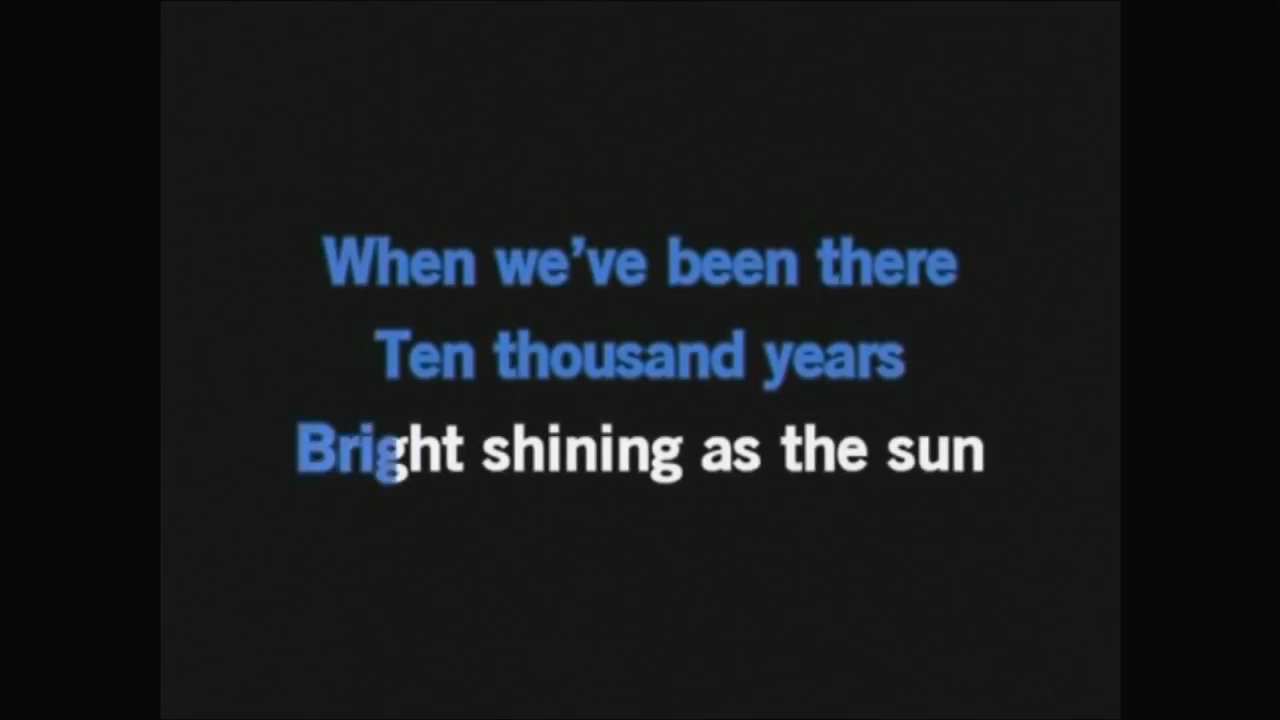 When we've been there
Ten thousand years
Bright shining as the sun